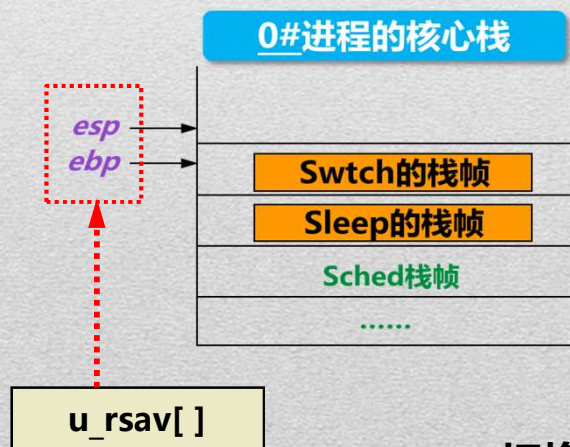 0#进程的核心栈
esp
ebp
Swtch的栈帧
Sleep的栈帧
Sched栈帧
……
u_rsav[ ]